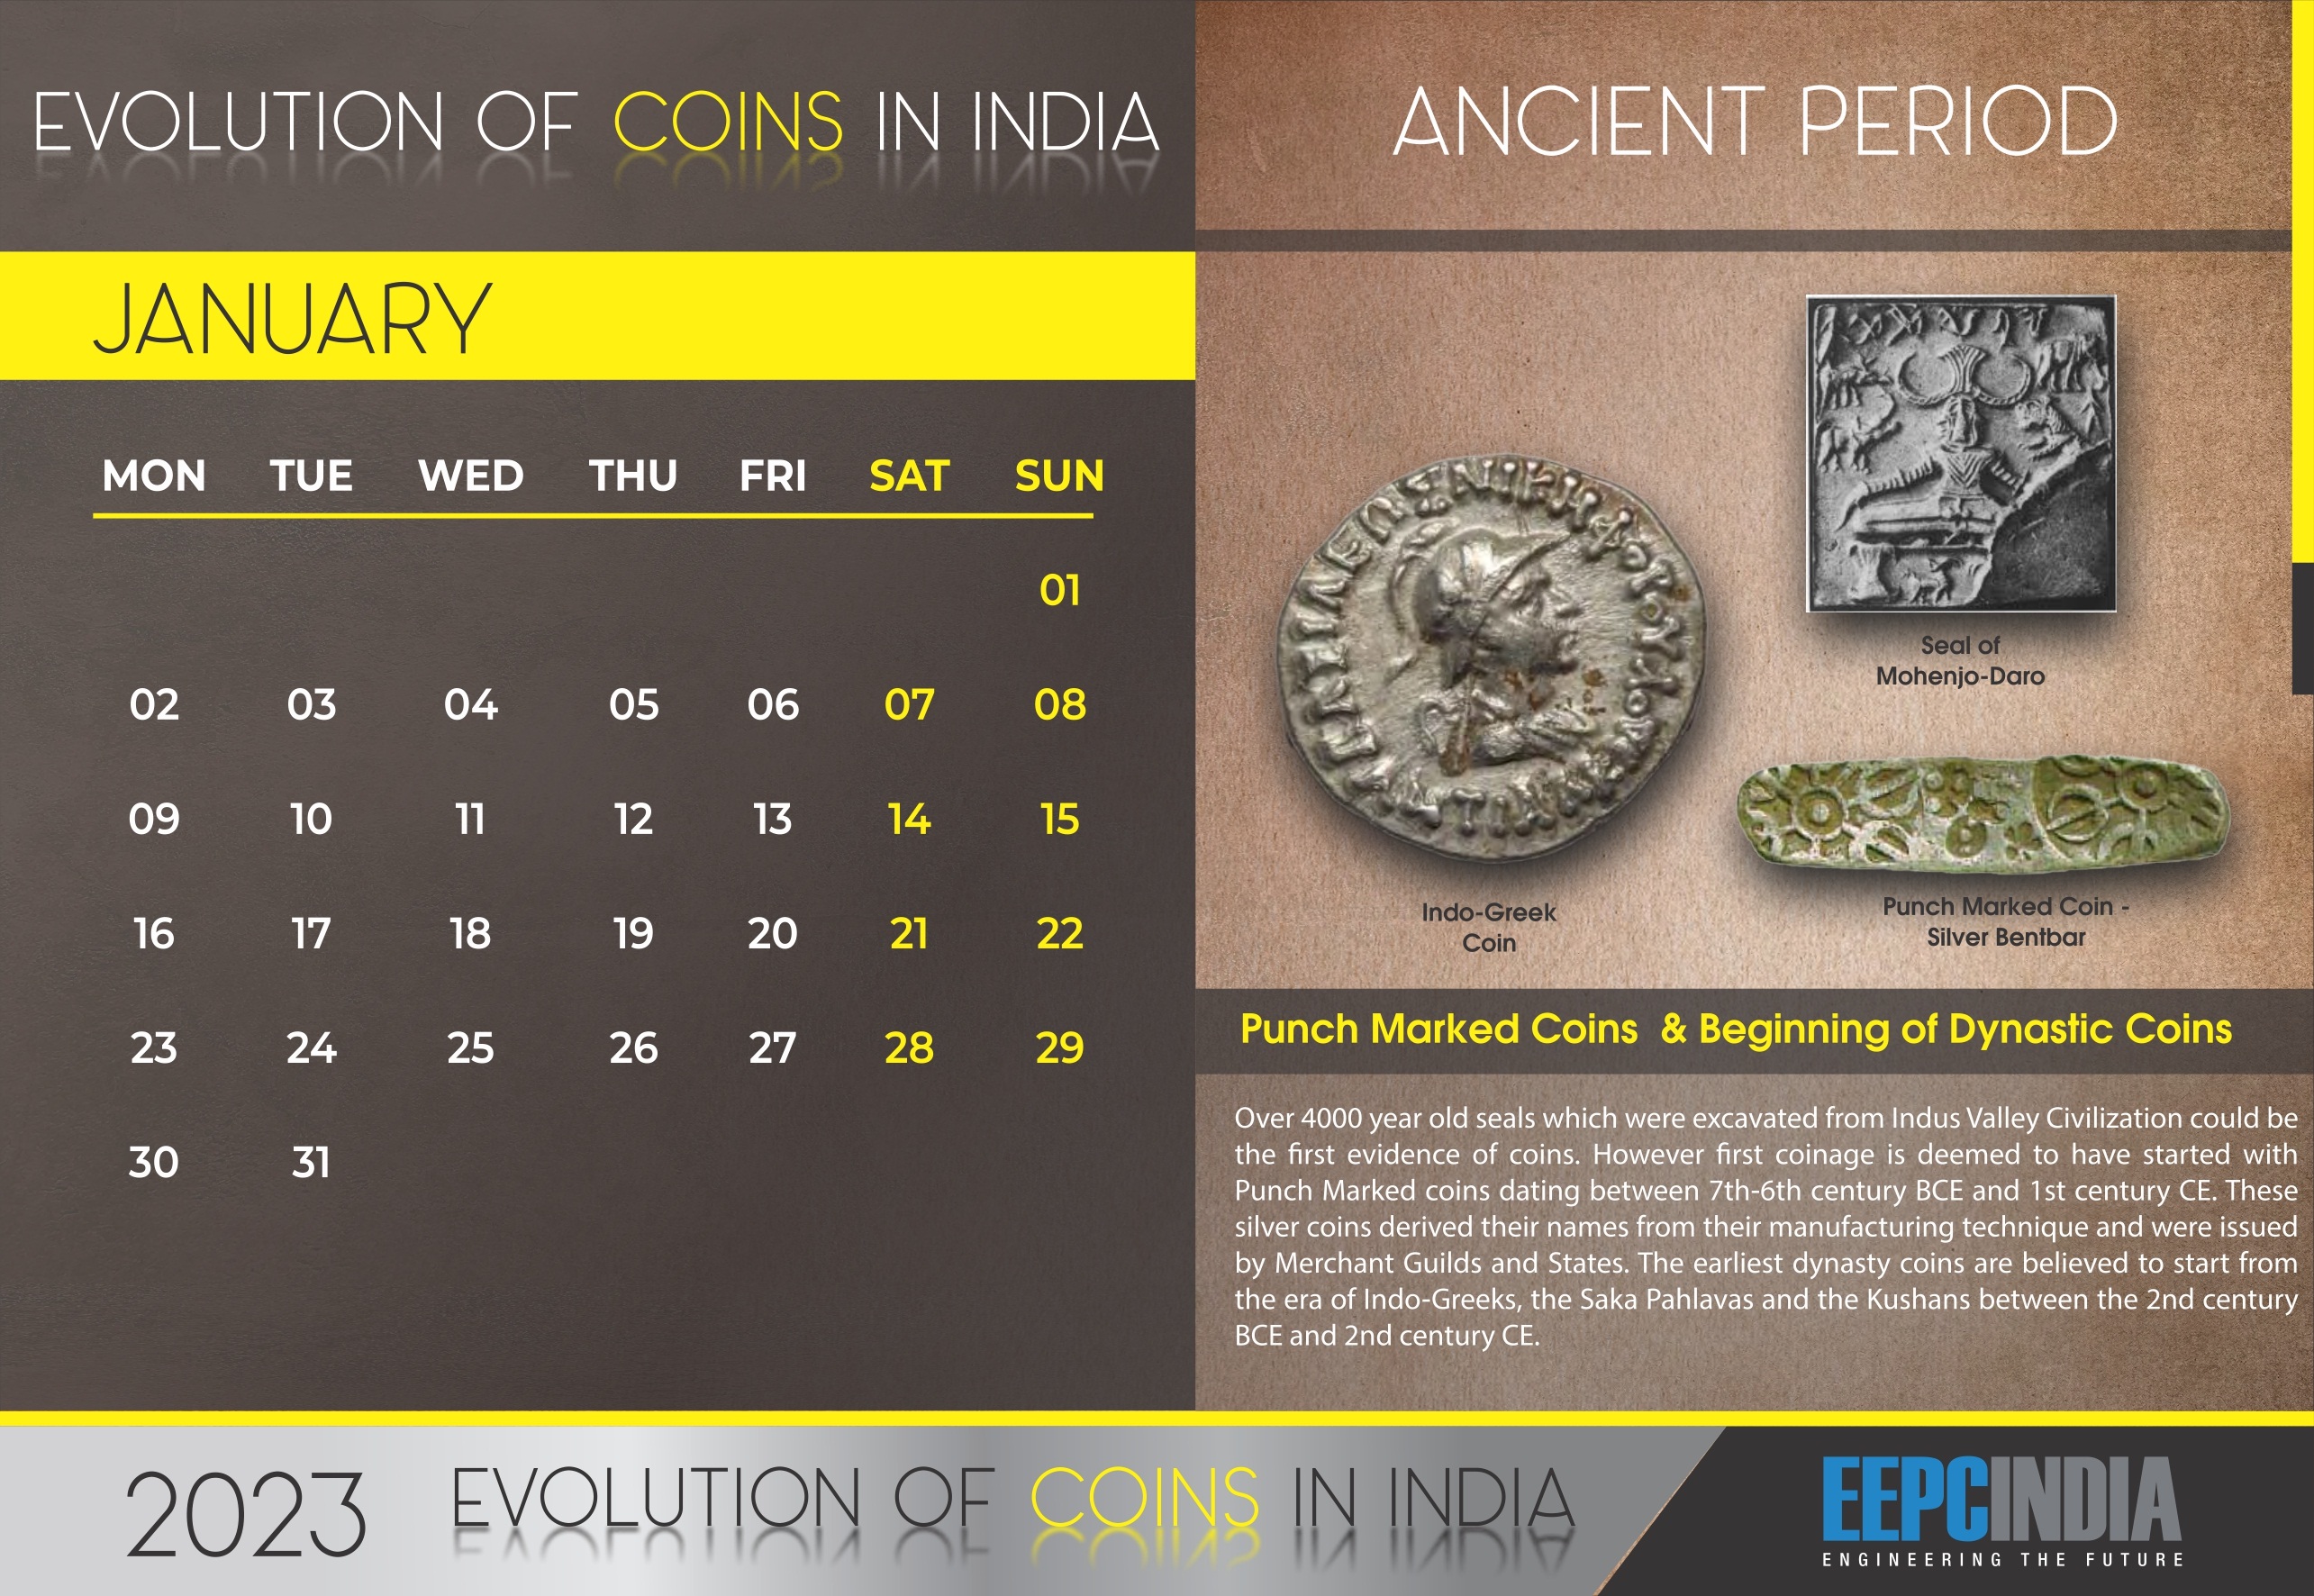 EVOLUTION OF COINS IN INDIA
JANUARY
MON TUE WED THU FRI SAT SUN
01
02 03 04 05 06 07 08
09 10 11 12 13 14 15
16 17 18 19 20 21 22
23 24 25 26 27 28 29
30 31
ANCIENT PERIOD
Seal of
Mohenjo-Daro
Indo-Greek
Coin
Punch Marked Coin -
Silver Bentbar
Punch Marked Coins & Beginning of Dynastic Coins
Over 4000 year old seals which were excavated from Indus Valley Civilization could be
the first evidence of coins. However first coinage is deemed to have started with
Punch Marked coins dating between 7th-6th century BCE and 1st century CE. These
silver coins derived their names from their manufacturing technique and were issued
by Merchant Guilds and States. The earliest dynasty coins are believed to start from
the era of Indo-Greeks, the Saka Pahlavas and the Kushans between the 2nd century
BCE and 2nd century CE.
2023 EVOLUTION OF COINS IN INDIA
EEPCINDIA
ENGINEERING THE FUTURE